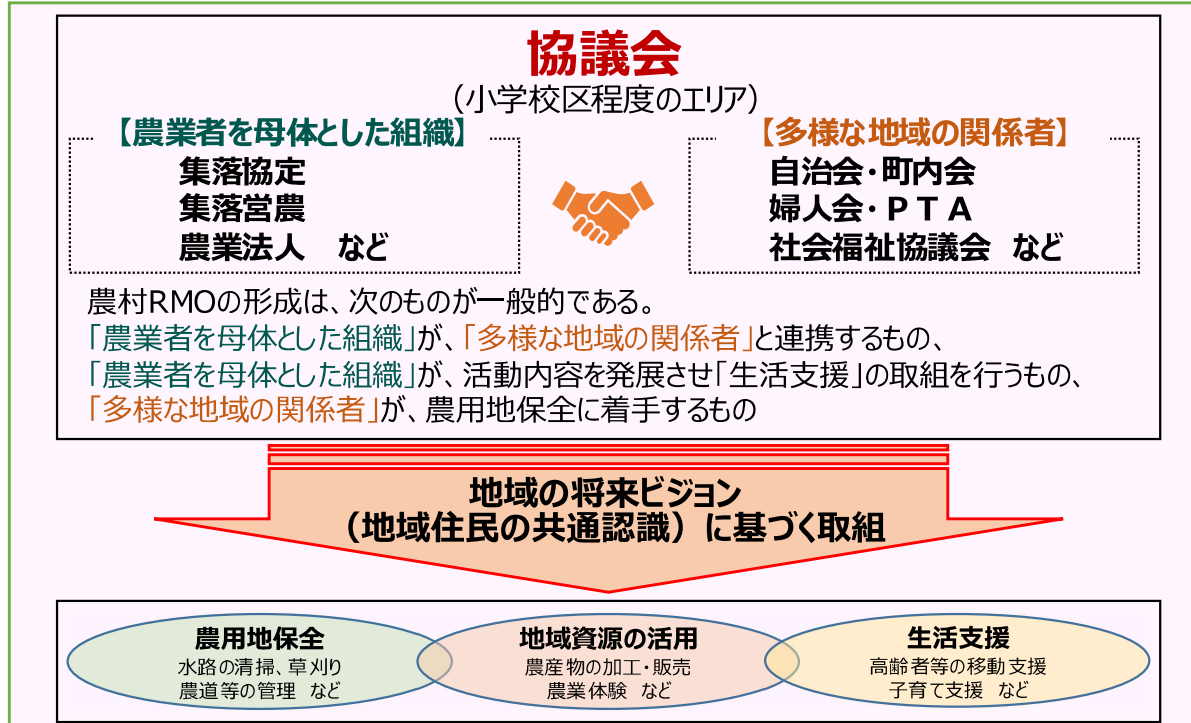 協議会
（小学校区程度のエリア）
【農業者を母体とした組織】
集落協定
集落営農
農業法人　など
【多様な地域の関係者】
自治会・町内会
婦人会・ＰＴＡ
社会福祉協議会　など
農村RMOの形成は、次のものが一般的である。
「農業者を母体とした組織」が、「多様な地域の関係者」と連携するもの、
「農業者を母体とした組織」が、活動内容を発展させ「生活支援」の取組を行うもの、
「多様な地域の関係者」が、農用地保全に着手するもの
地域の将来ビジョン
（地域住民の共通認識）に基づく取組
農用地保全
水路の清掃、草刈り
農道等の管理　など
地域資源の活用
農産物の加工・販売
農業体験　など
生活支援
高齢者等の移動支援
子育て支援　など